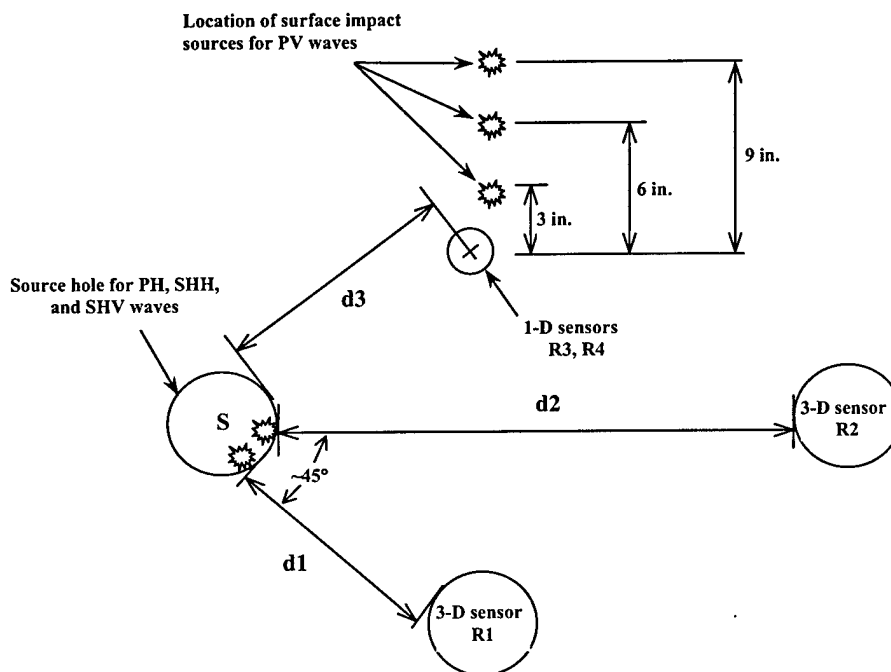 Location of surface impact
sources for PV waves
9 in.
6 in.
3 in.
Source hole for PH, SHH,
and SHV waves
d3
1-D sensors
R3, R4
S
d2
3-D sensor
R2
~45°
d1
3-D sensor
R1